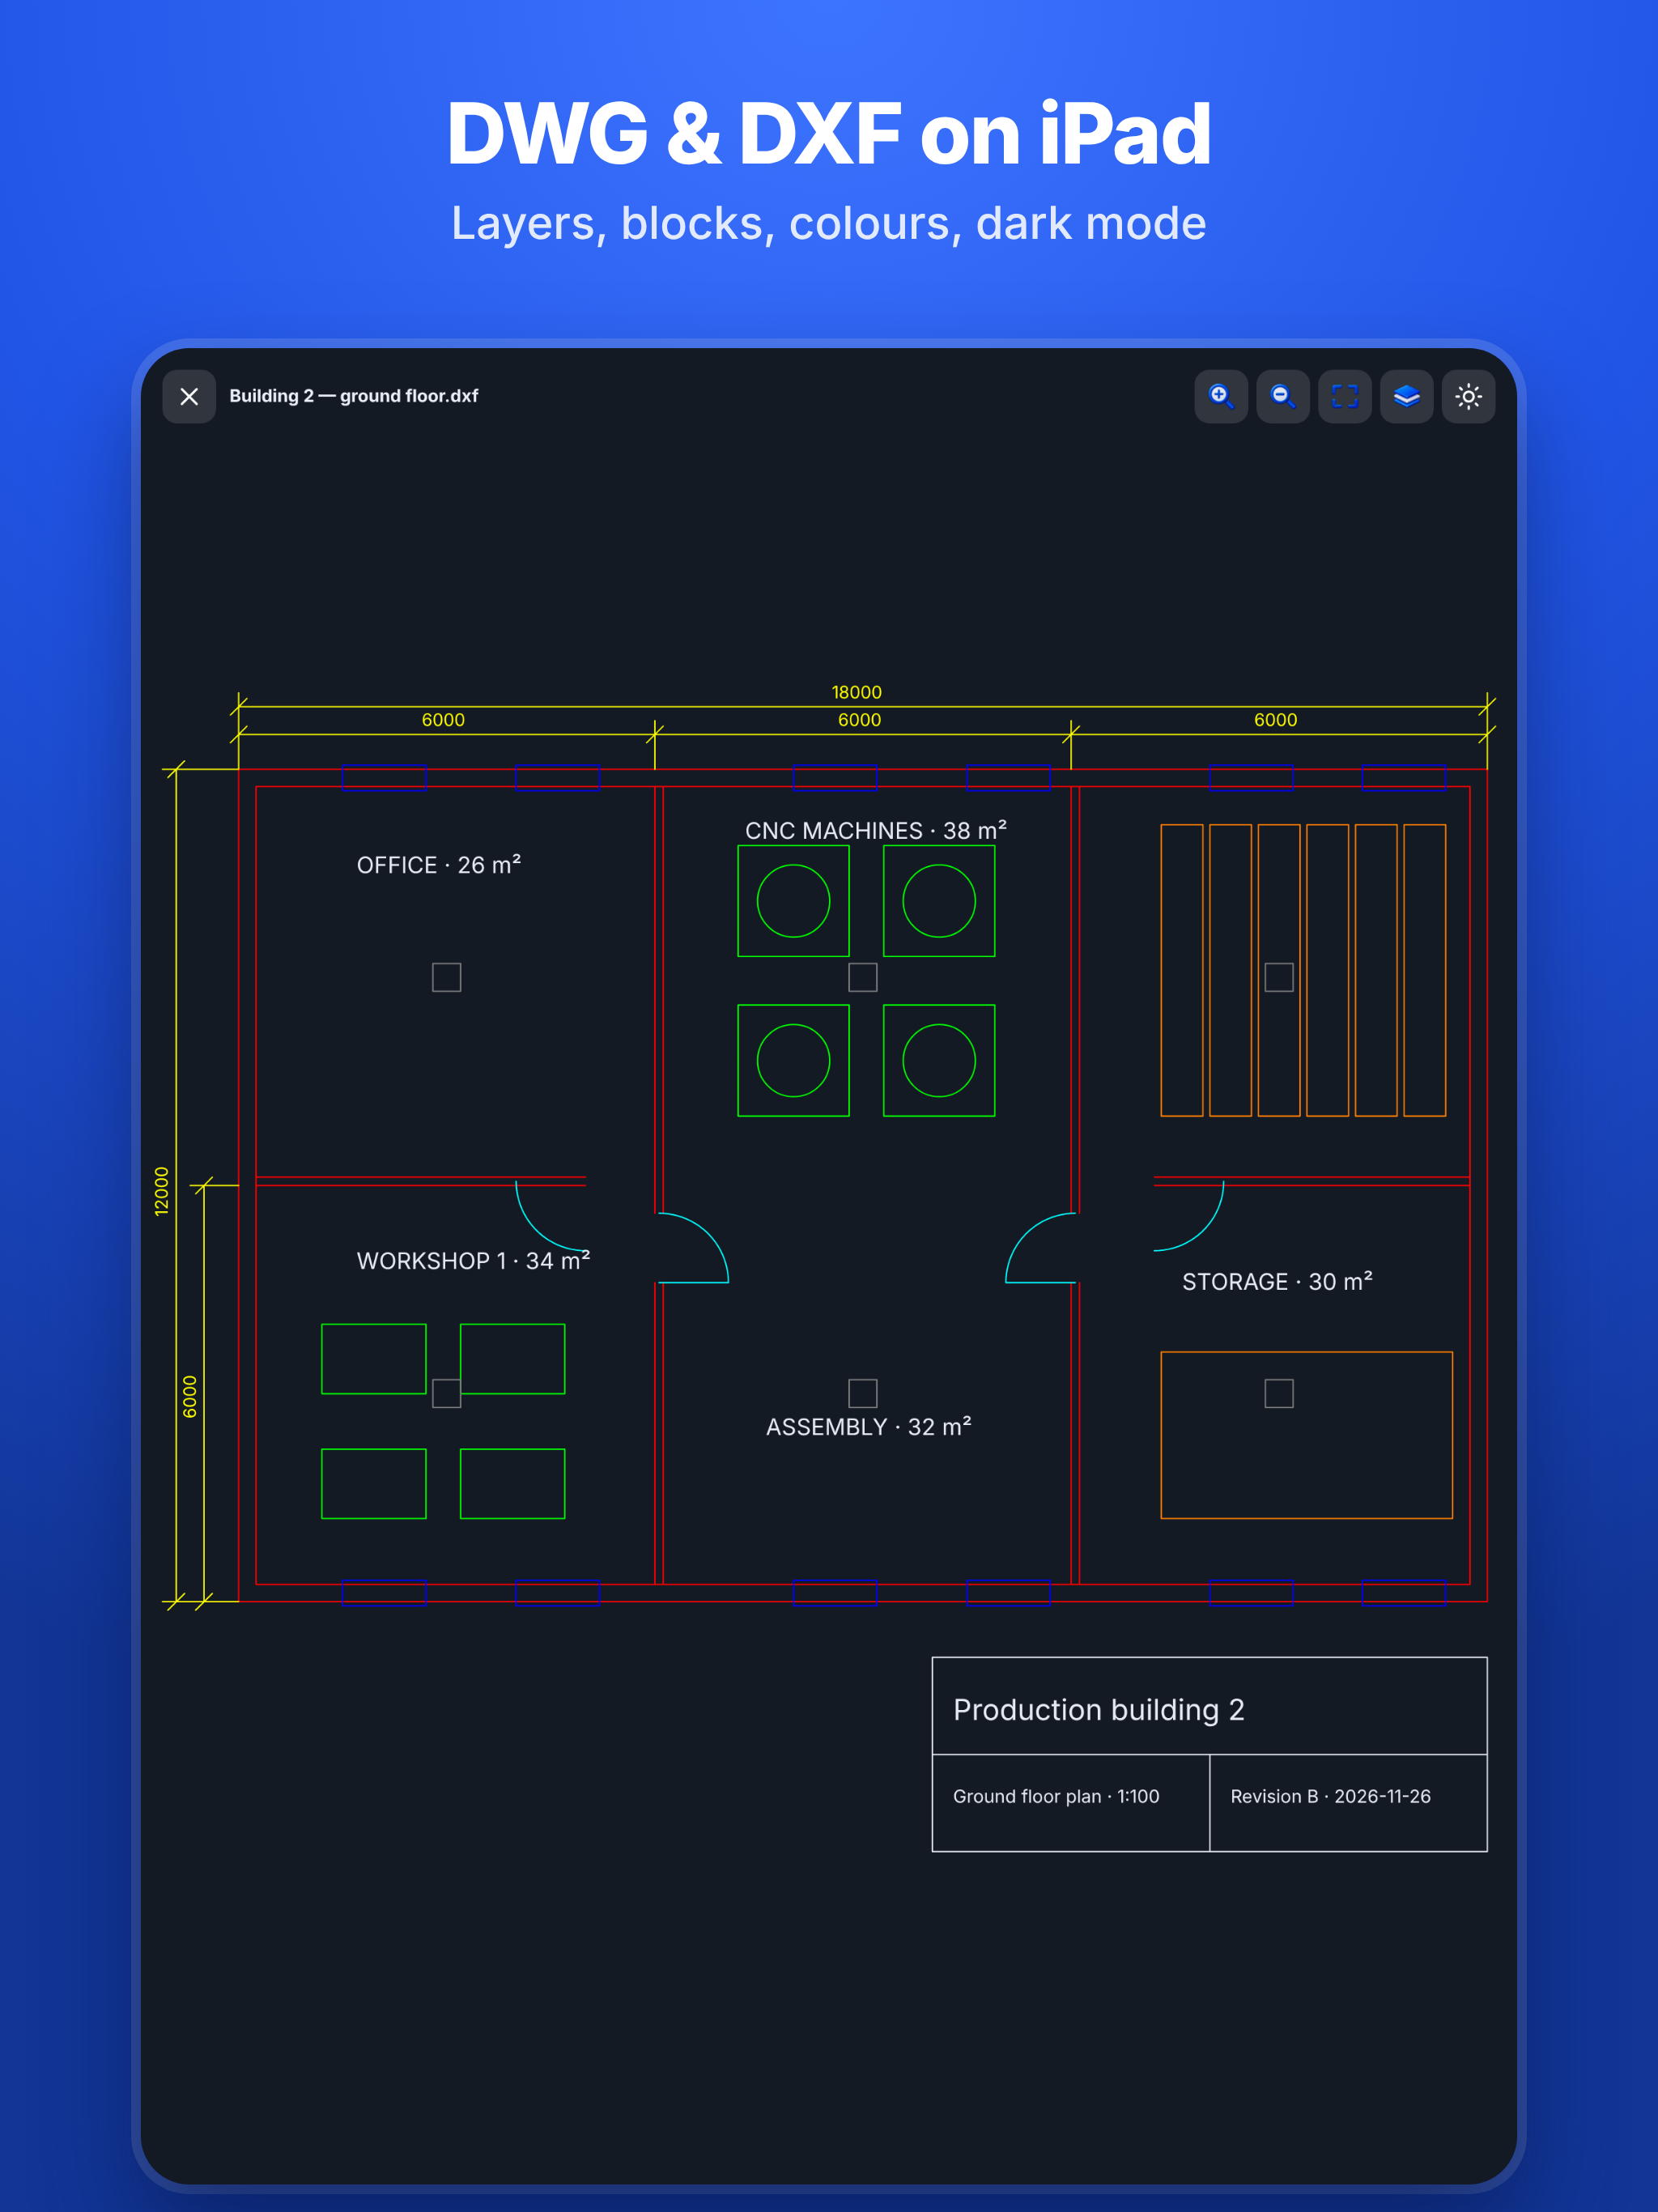 DWG & DXF on iPad
Layers, blocks, colours, dark mode
Building 2 — ground floor.dxf
18000
6000
6000
6000
CNC MACHINES · 38 m²
OFFICE · 26 m²
12000
WORKSHOP 1 · 34 m²
STORAGE · 30 m²
6000
ASSEMBLY · 32 m²
Production building 2
Ground floor plan · 1:100
Revision B · 2026-11-26